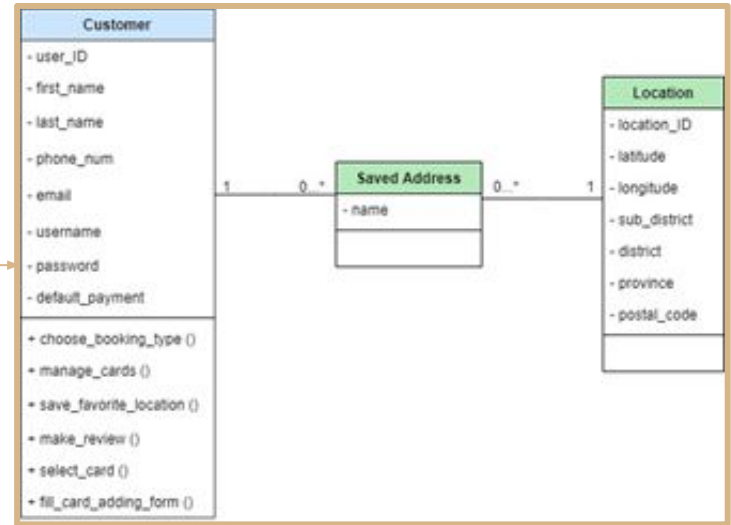 Customer
- user_ID
- first_name
- last_name
- phone_num
- email
- username
- password
- default_payment
+ choose_booking_type ()
+ manage_cards ()
+ save_favorite_location ()
+ make_review ()
+ select_card ()
+ fill_card_adding_form ()
1
0...*
Saved Address
- name
0...*
1
Location
- location_ID
- latitude
- longitude
- sub_district
- district
- province
- postal_code